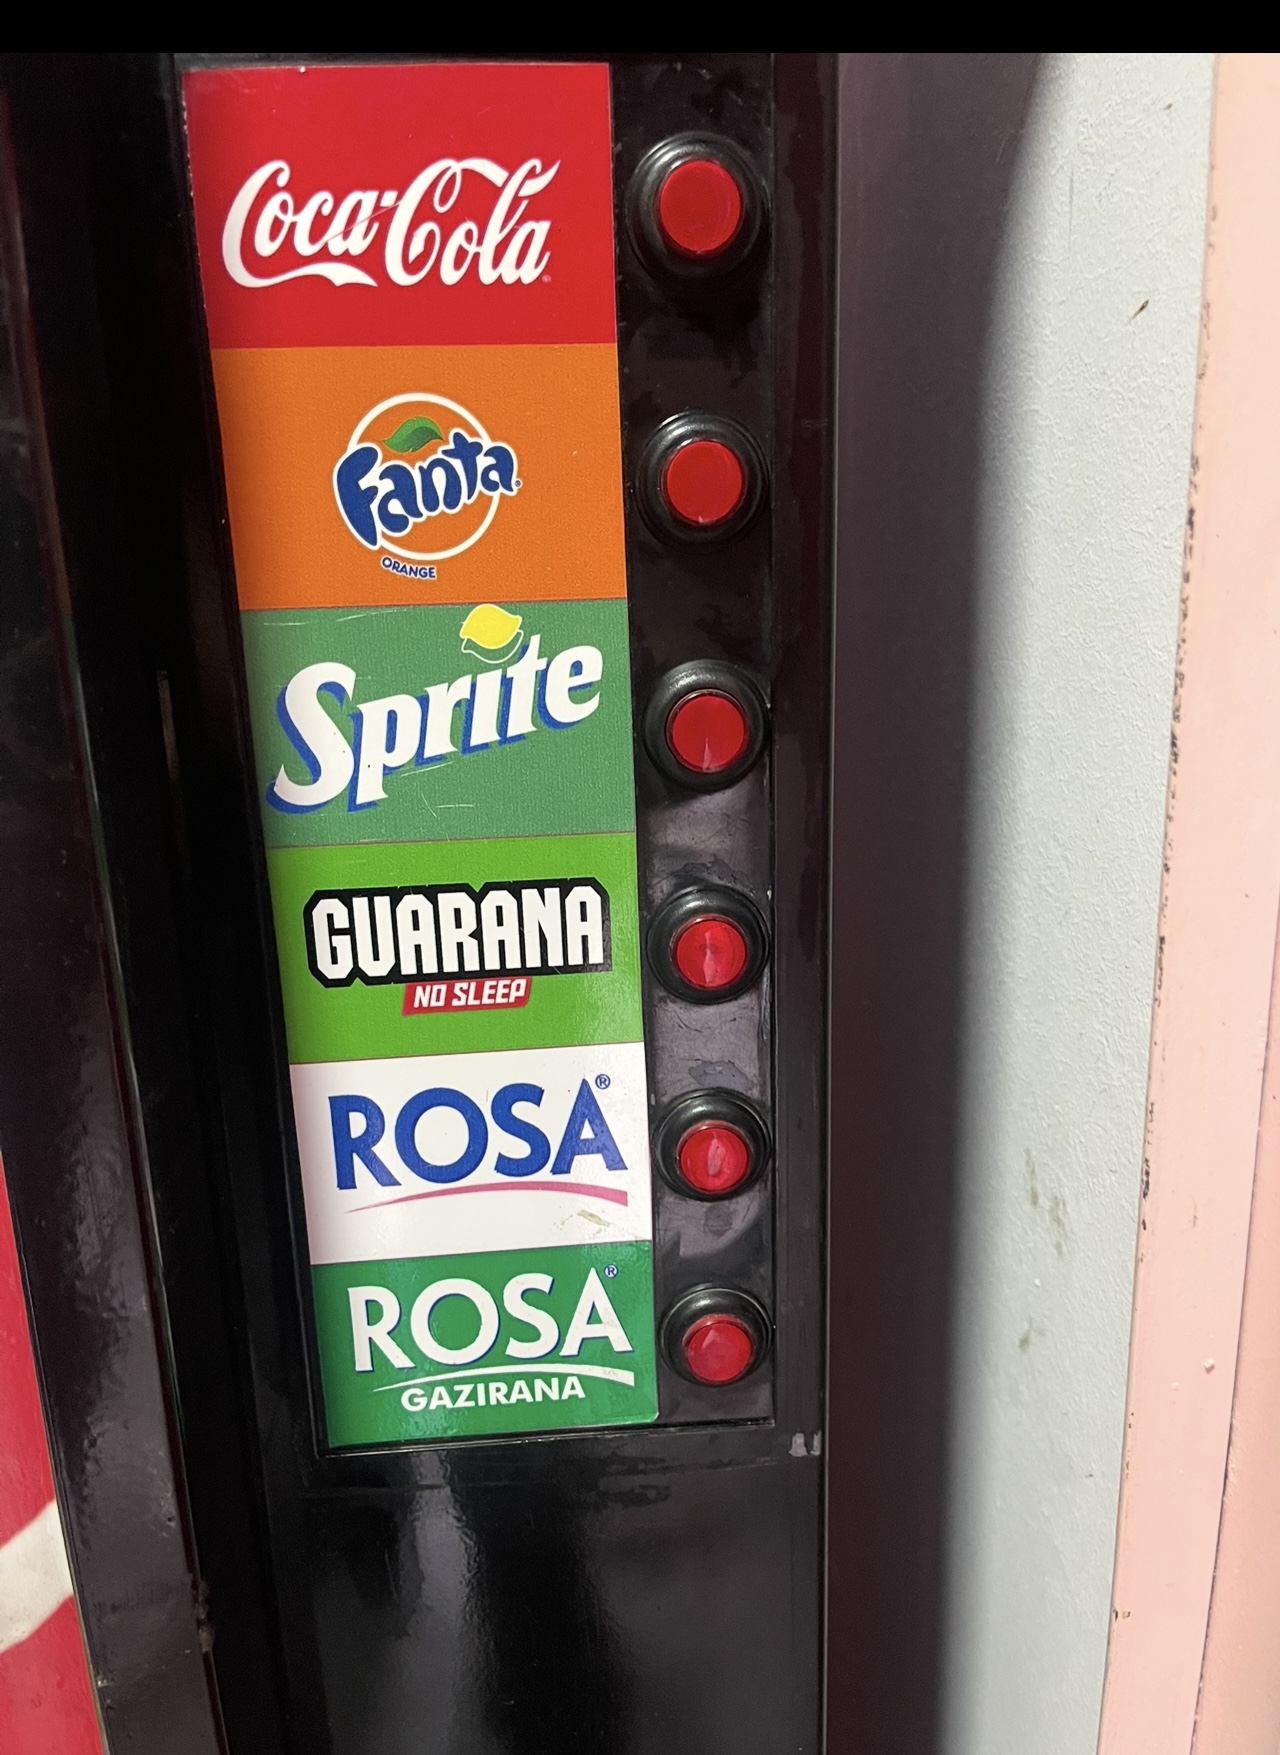 Coca-Cola
Fanta
ORANGE
Sprite
GUARANA
NO SLEEP
ROSA®
ROSA®
GAZIRANA